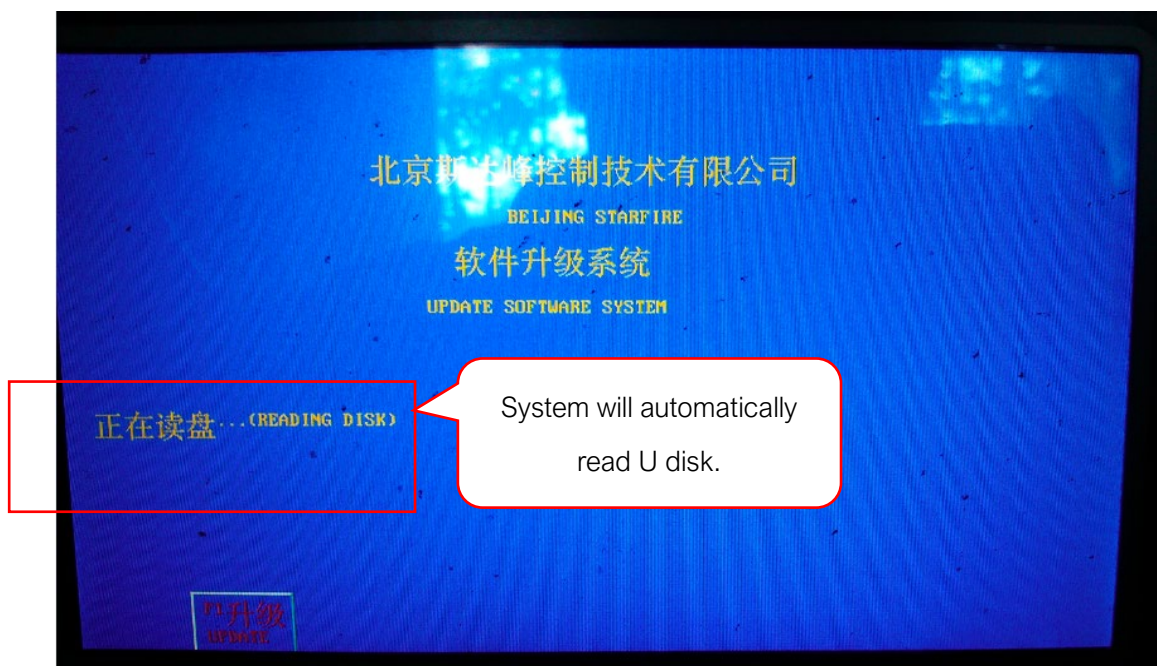 北京斯达峰控制技术有限公司
BEIJING STARFIRE
软件升级系统
UPDATE SOFTWARE SYSTEM
正在读盘...(READING DISK)
System will automatically
read U disk.
F1升级
UPDATE